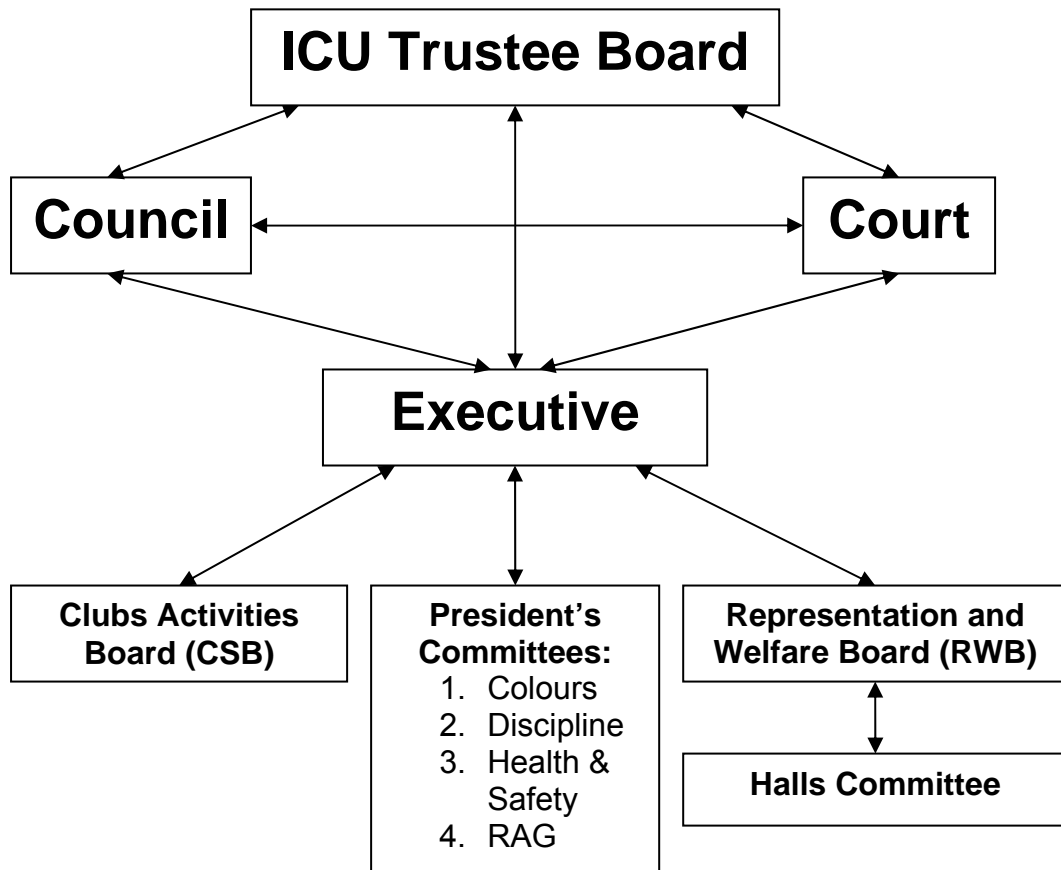 ICU Trustee Board
Council
Court
Executive
Clubs Activities
Board (CSB)
President’s
Committees:
1. Colours
2. Discipline
3. Health &
Safety
4. RAG
Representation and
Welfare Board (RWB)
Halls Committee